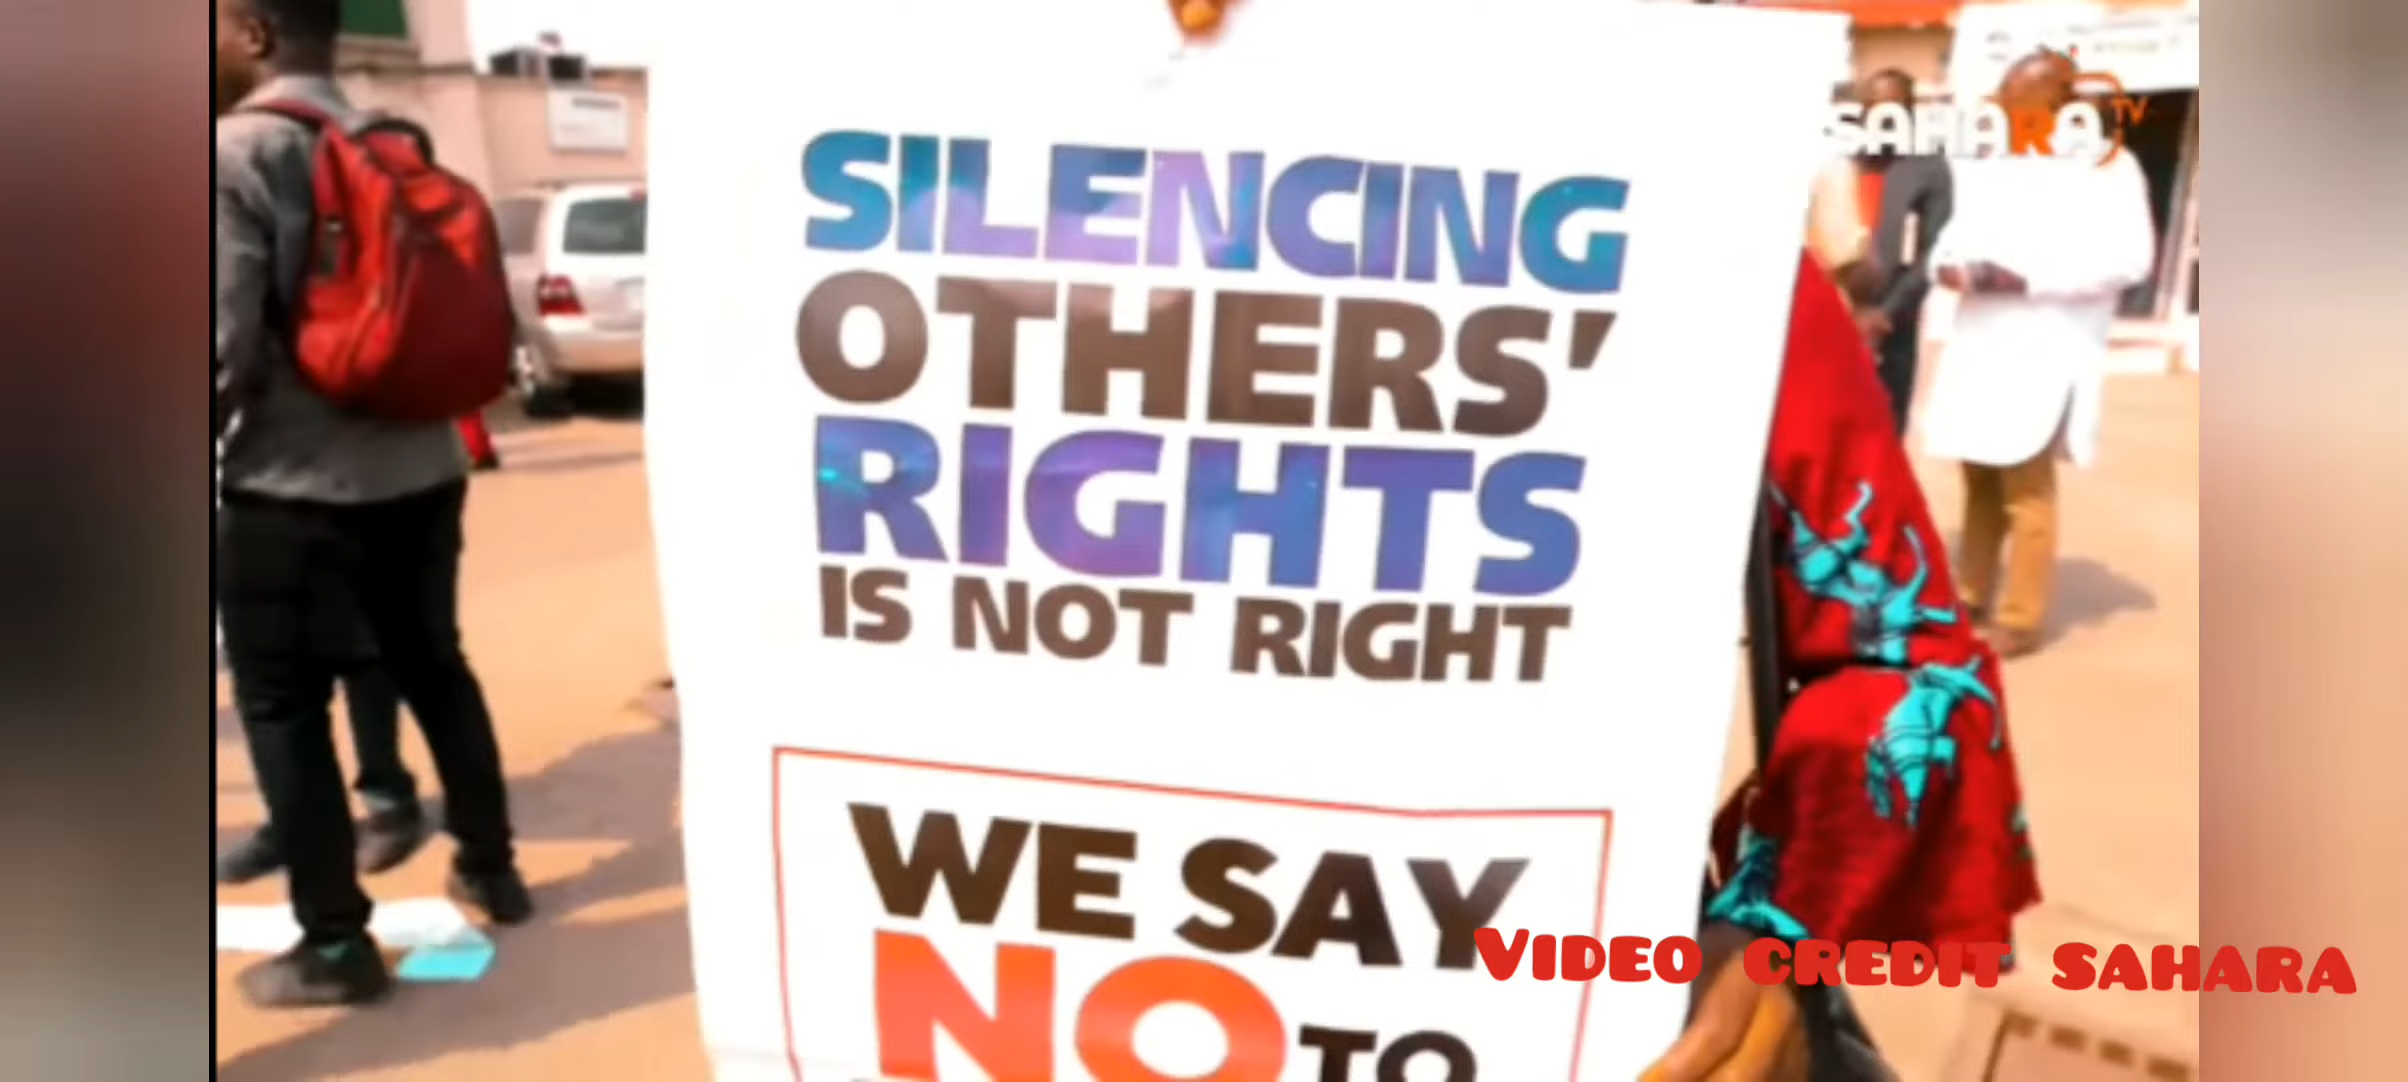 SAHARA TV
SILENCING
OTHERS'
RIGHTS
IS NOT RIGHT
WE SAY
NO TO
VIDEO CREDIT SAHARA